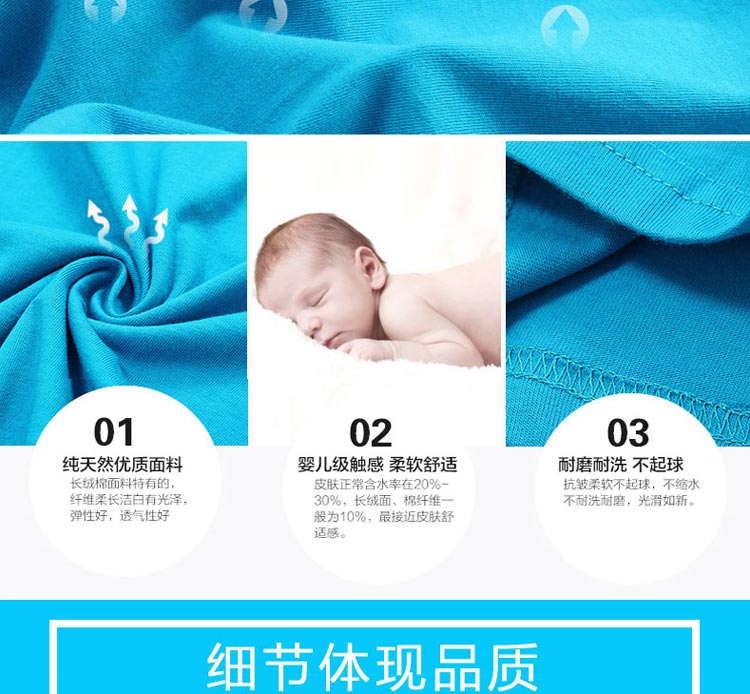 01
纯天然优质面料
长绒棉面料特有的，
纤维柔长洁白有光泽，
弹性好，透气性好
02
婴儿级触感 柔软舒适
皮肤正常含水率在20%~
30%，长绒面、棉纤维一
般为10%，最接近皮肤舒
适感。
03
耐磨耐洗 不起球
抗皱柔软不起球，不缩水
不耐洗耐磨，光滑如新。
细节体现品质